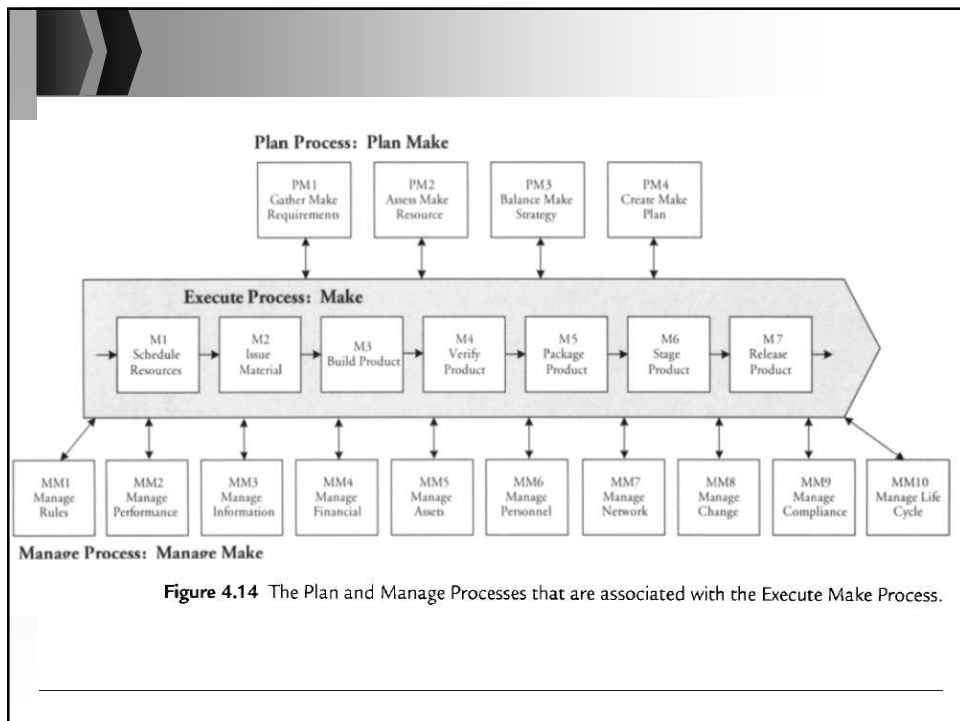 Plan Process: Plan Make
PM1
Gather Make
Requirements
PM2
Assess Make
Resource
PM3
Balance Make
Strategy
PM4
Create Make
Plan
Execute Process: Make
M1
Schedule
Resources
M2
Issue
Material
M3
Build Product
M4
Verify
Product
M5
Package
Product
M6
Stage
Product
M7
Release
Product
MM1
Manage
Rules
MM2
Manage
Performance
MM3
Manage
Information
MM4
Manage
Financial
MM5
Manage
Assets
MM6
Manage
Personnel
MM7
Manage
Network
MM8
Manage
Change
MM9
Manage
Compliance
MM10
Manage Life
Cycle
Manage Process: Manage Make
Figure 4.14 The Plan and Manage Processes that are associated with the Execute Make Process.